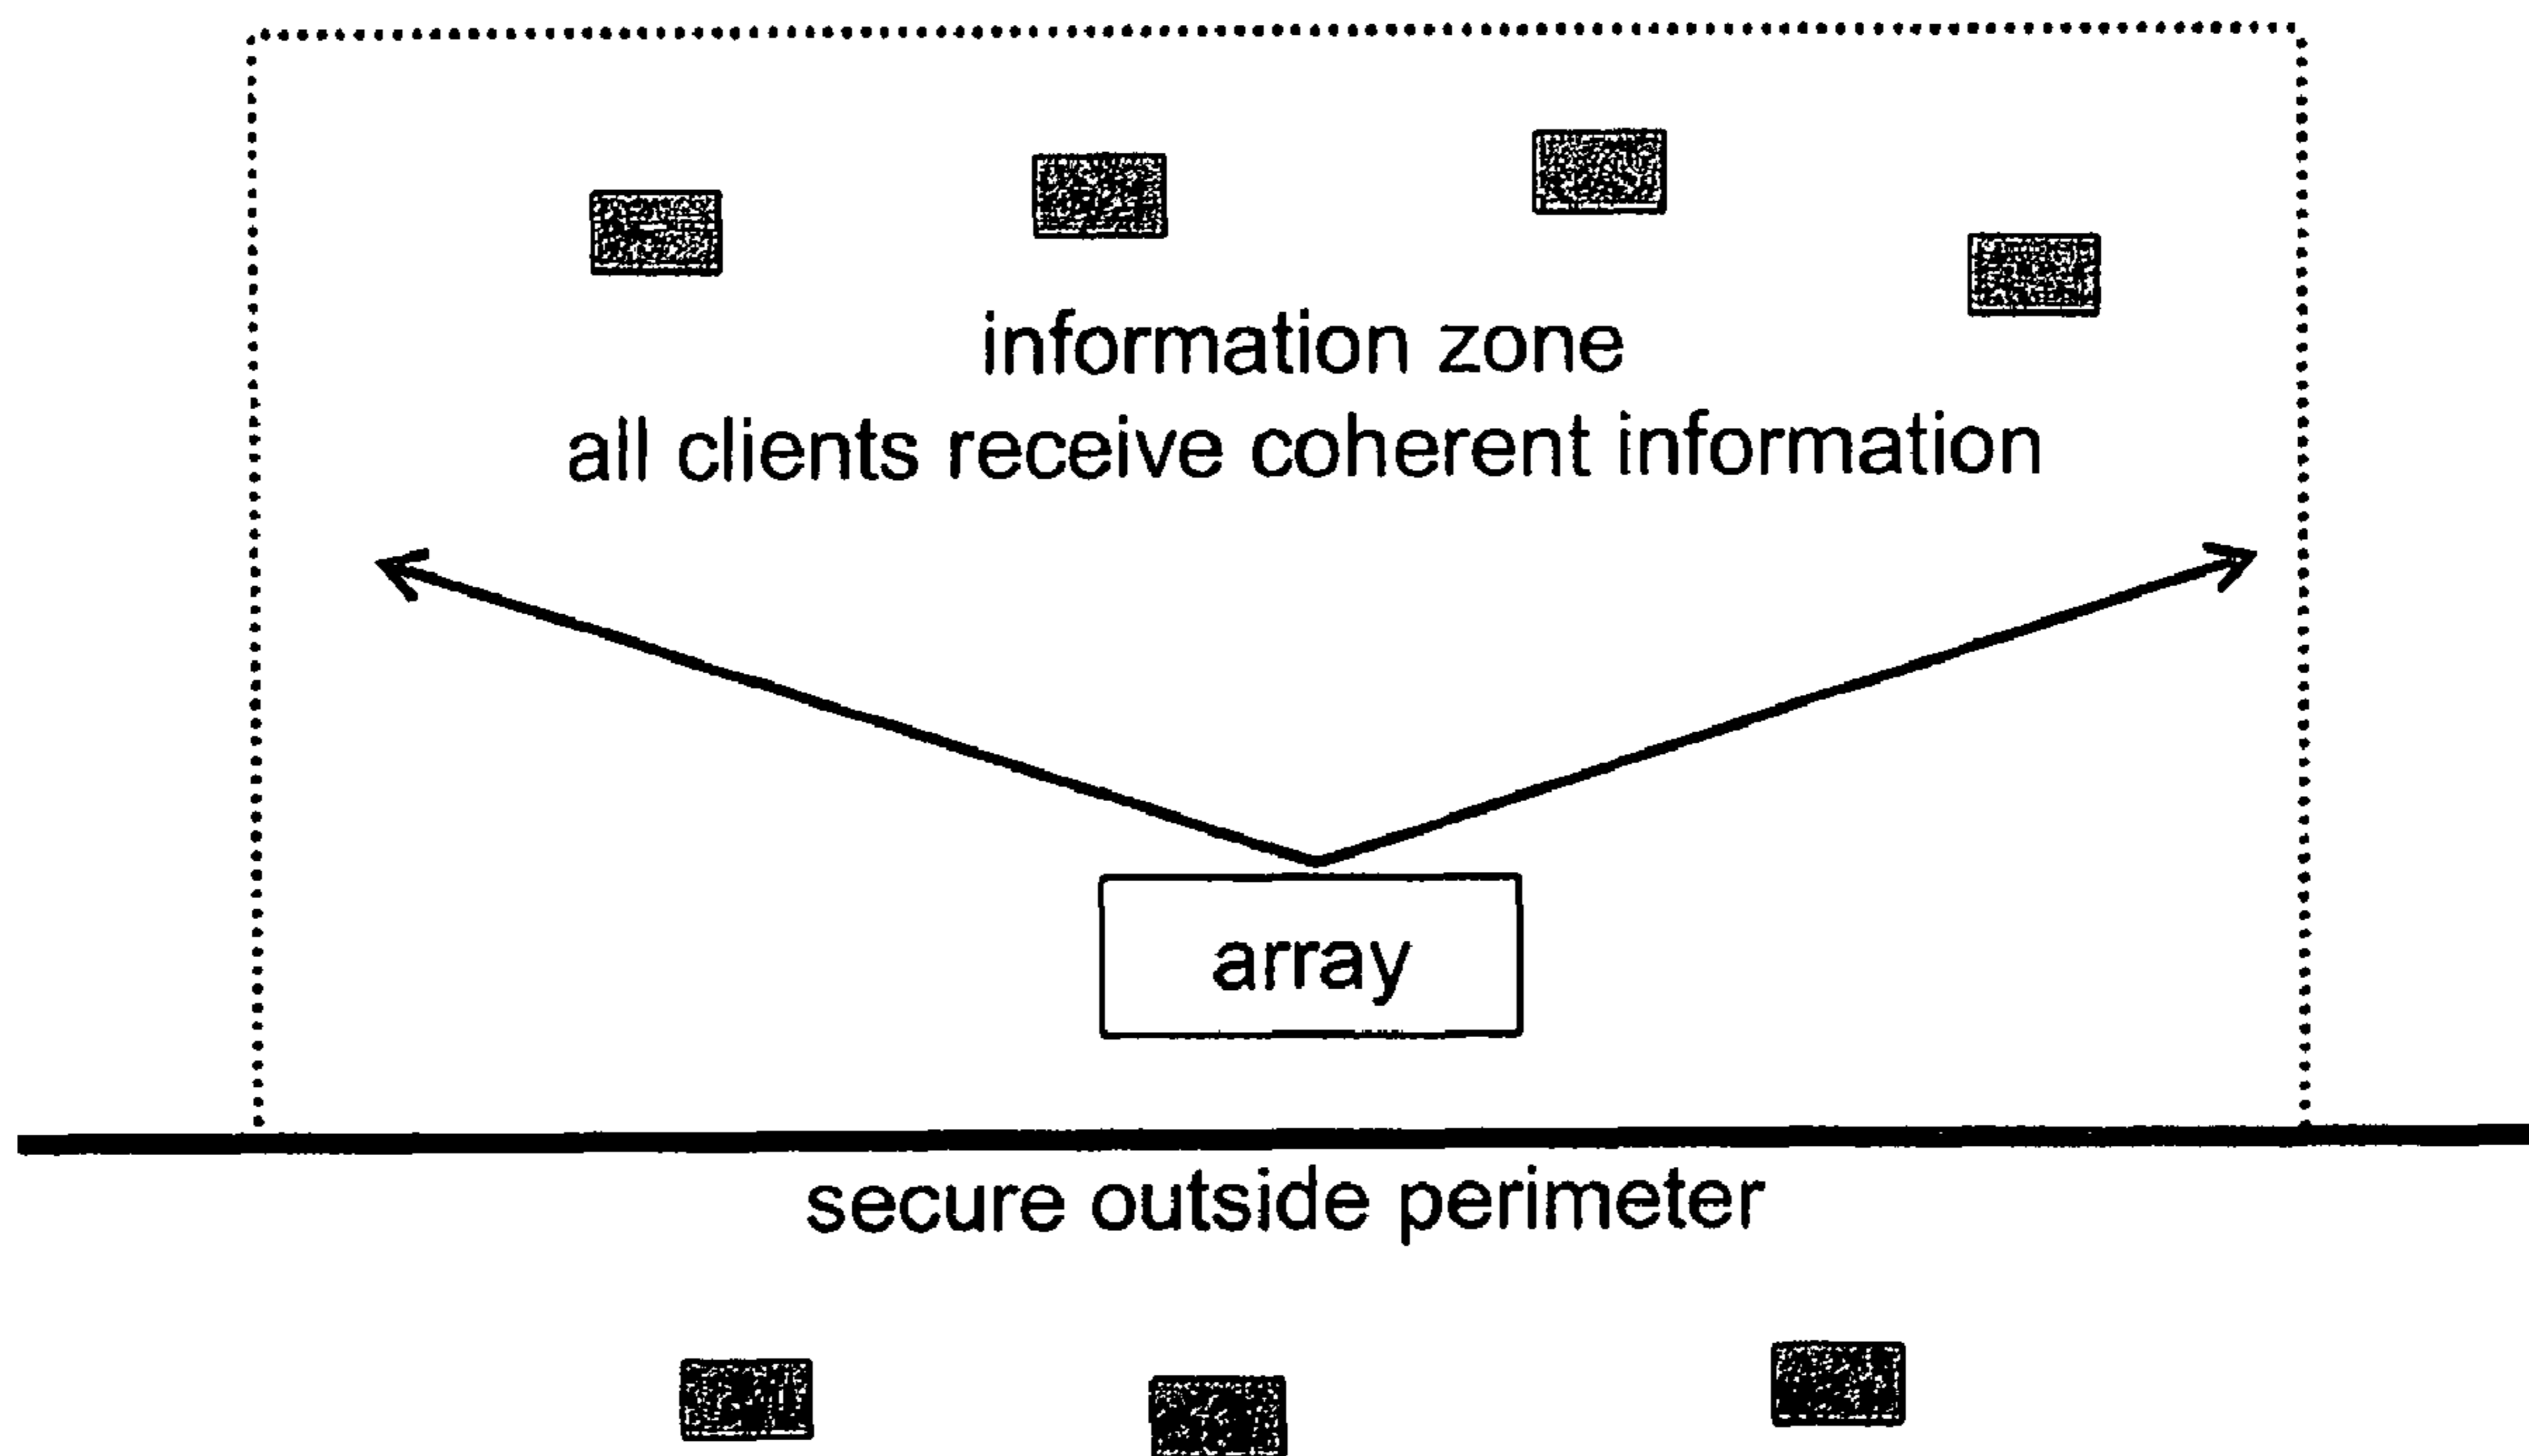 information zone
all clients receive coherent information
array
secure outside perimeter